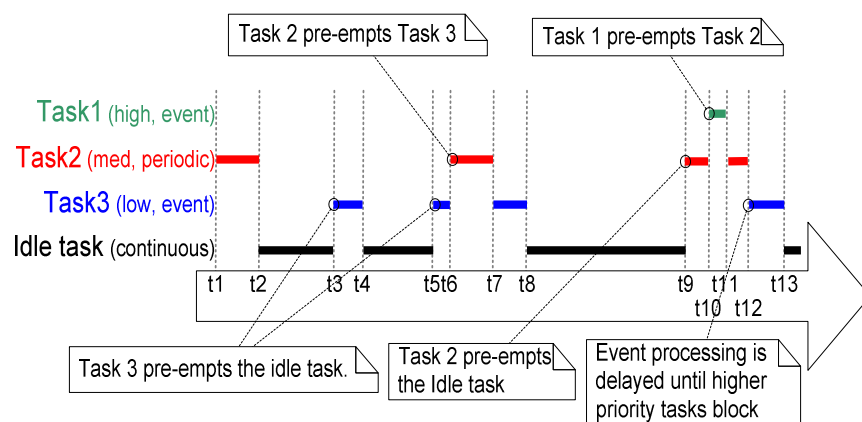 Task 2 pre-empts Task 3
Task 1 pre-empts Task 2
Task1 (high, event)
Task2 (med, periodic)
Task3 (low, event)
Idle task (continuous)
t1 t2 t3 t4 t5 t6 t7 t8 t9 t10 t11 t12 t13
Task 3 pre-empts the idle task.
Task 2 pre-empts
the Idle task
Event processing is
delayed until higher
priority tasks block